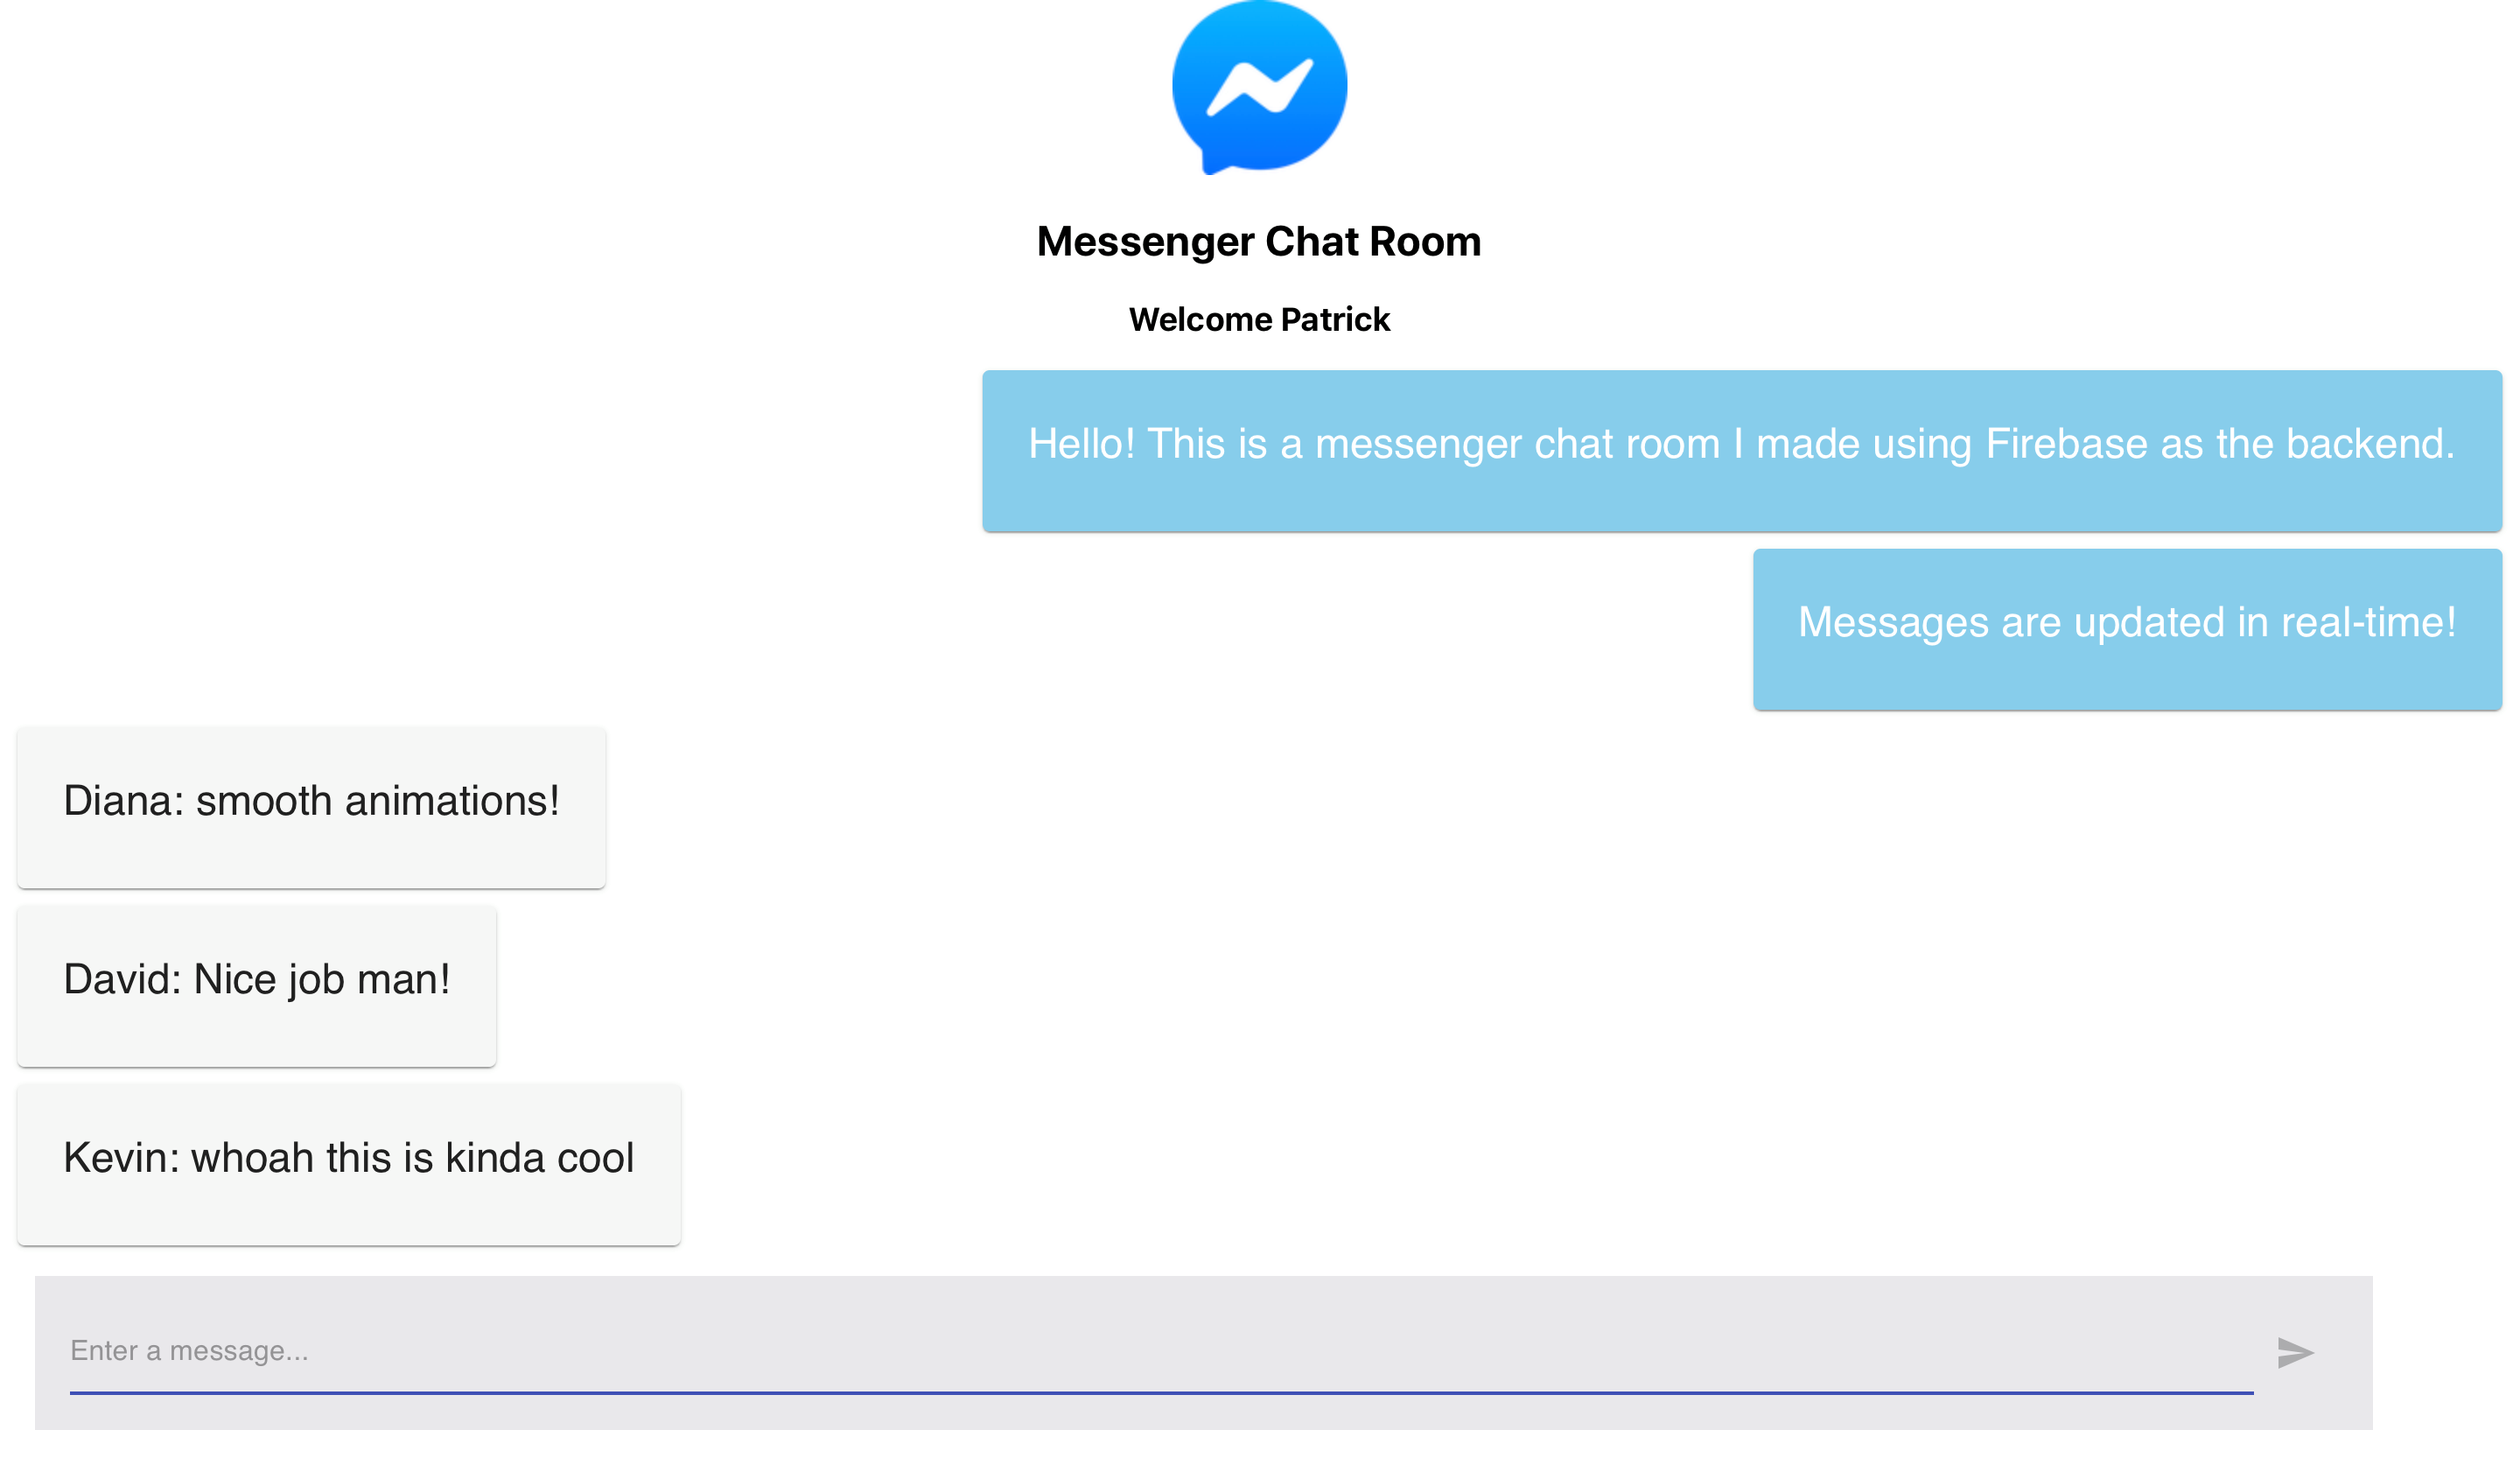 Messenger Chat Room
Welcome Patrick
Hello! This is a messenger chat room I made using Firebase as the backend.
Messages are updated in real-time!
Diana: smooth animations!
David: Nice job man!
Kevin: whoah this is kinda cool
Enter a message...